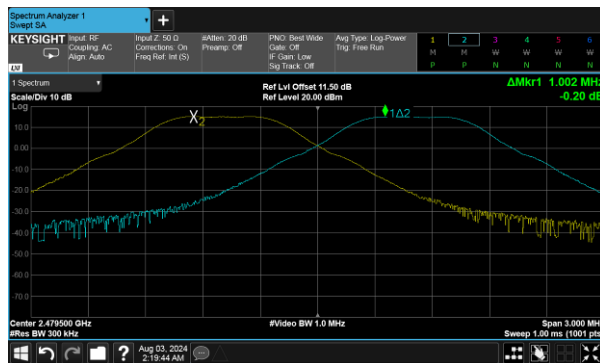 Spectrum Analyzer 1
Swept SA
KEYSIGHT
Input: RF
Coupling: AC
Align: Auto
Input Z: 50 Ω
Corrections: On
Freq Ref: Int (S)
#Atten: 20 dB
Preamp: Off
PNO: Best Wide
Gate: Off
IF Gain: Low
Sig Track: Off
Avg Type: Log-Power
Trig: Free Run
1 2 3 4 5 6
M M W W W W
P P N N N N
LNI
1 Spectrum
Scale/Div 10 dB
Ref Lvl Offset 11.50 dB
Ref Level 20.00 dBm
ΔMkr1 1.002 MHz
-0.20 dB
Log
10.0
0.00
-10.0
-20.0
-30.0
-40.0
-50.0
-60.0
-70.0
X2
1Δ2
Center 2.479500 GHz
#Res BW 300 kHz
#Video BW 1.0 MHz
Span 3.000 MHz
Sweep 1.00 ms (1001 pts)
Aug 03, 2024
2:19:44 AM